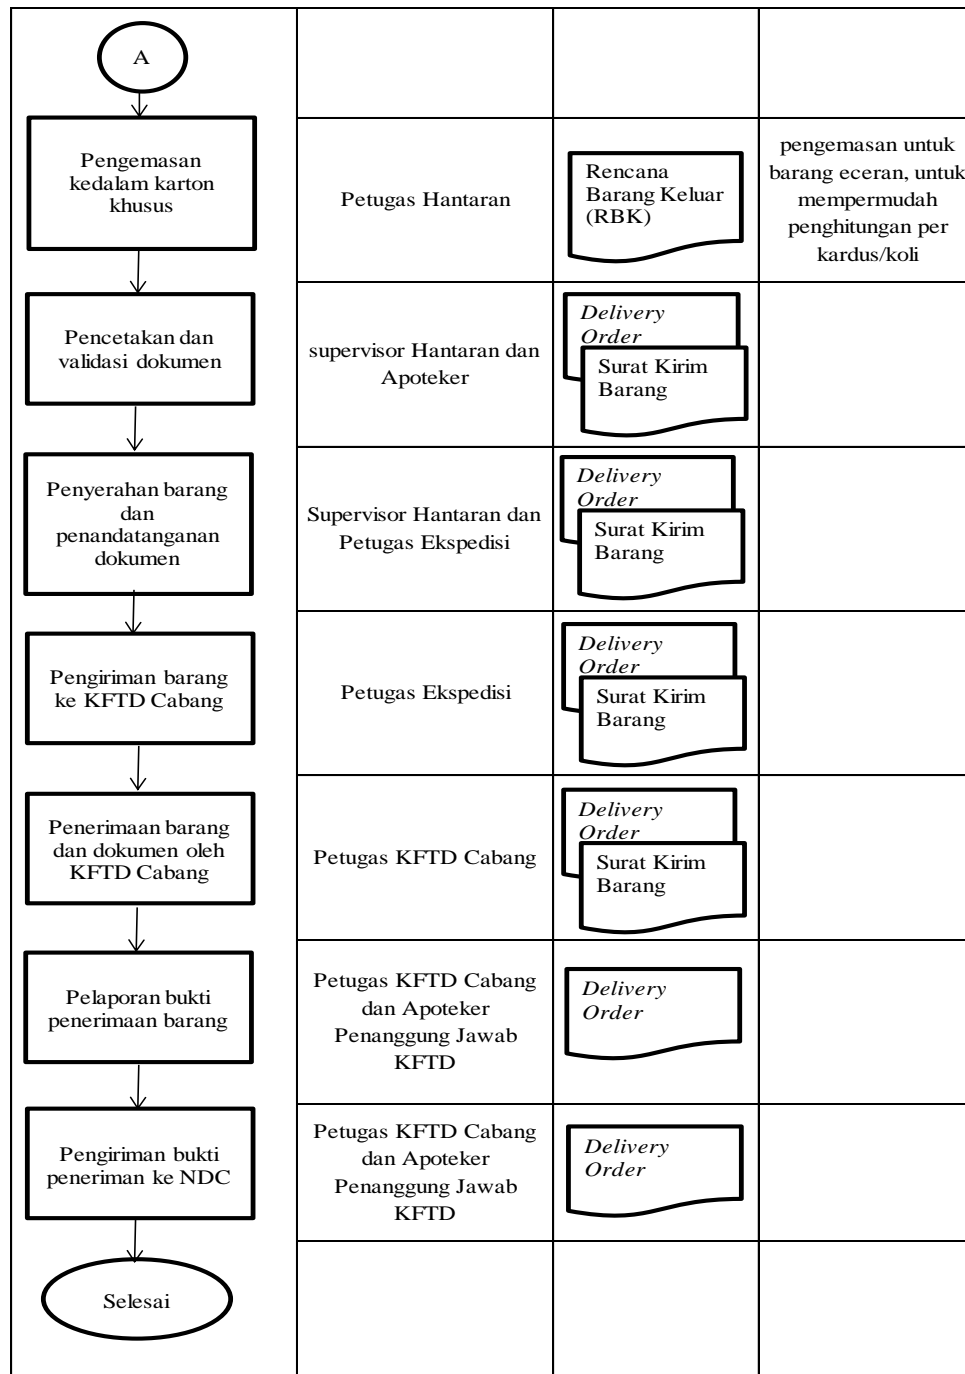 A
Pengemasan
kedalam karton
khusus
Petugas Hantaran
Rencana
Barang Keluar
(RBK)
pengemasan untuk
barang eceran, untuk
mempermudah
penghitungan per
kardus/koli
Pencetakan dan
validasi dokumen
supervisor Hantaran dan
Apoteker
Delivery
Order
Surat Kirim
Barang
Penyerahan barang
dan
penandatanganan
dokumen
Supervisor Hantaran dan
Petugas Ekspedisi
Delivery
Order
Surat Kirim
Barang
Pengiriman barang
ke KFTD Cabang
Petugas Ekspedisi
Delivery
Order
Surat Kirim
Barang
Penerimaan barang
dan dokumen oleh
KFTD Cabang
Petugas KFTD Cabang
Delivery
Order
Surat Kirim
Barang
Pelaporan bukti
penerimaan barang
Petugas KFTD Cabang
dan Apoteker
Penanggung Jawab
KFTD
Delivery
Order
Pengiriman bukti
peneriman ke NDC
Petugas KFTD Cabang
dan Apoteker
Penanggung Jawab
KFTD
Delivery
Order
Selesai